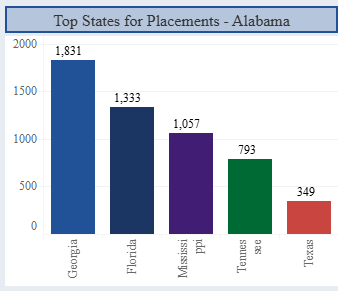 Top States for Placements - Alabama
2000
1500
1000
500
0
1,831
1,333
1,057
793
349
Georgia
Florida
Mississi
ppi
Tennes
see
Texas